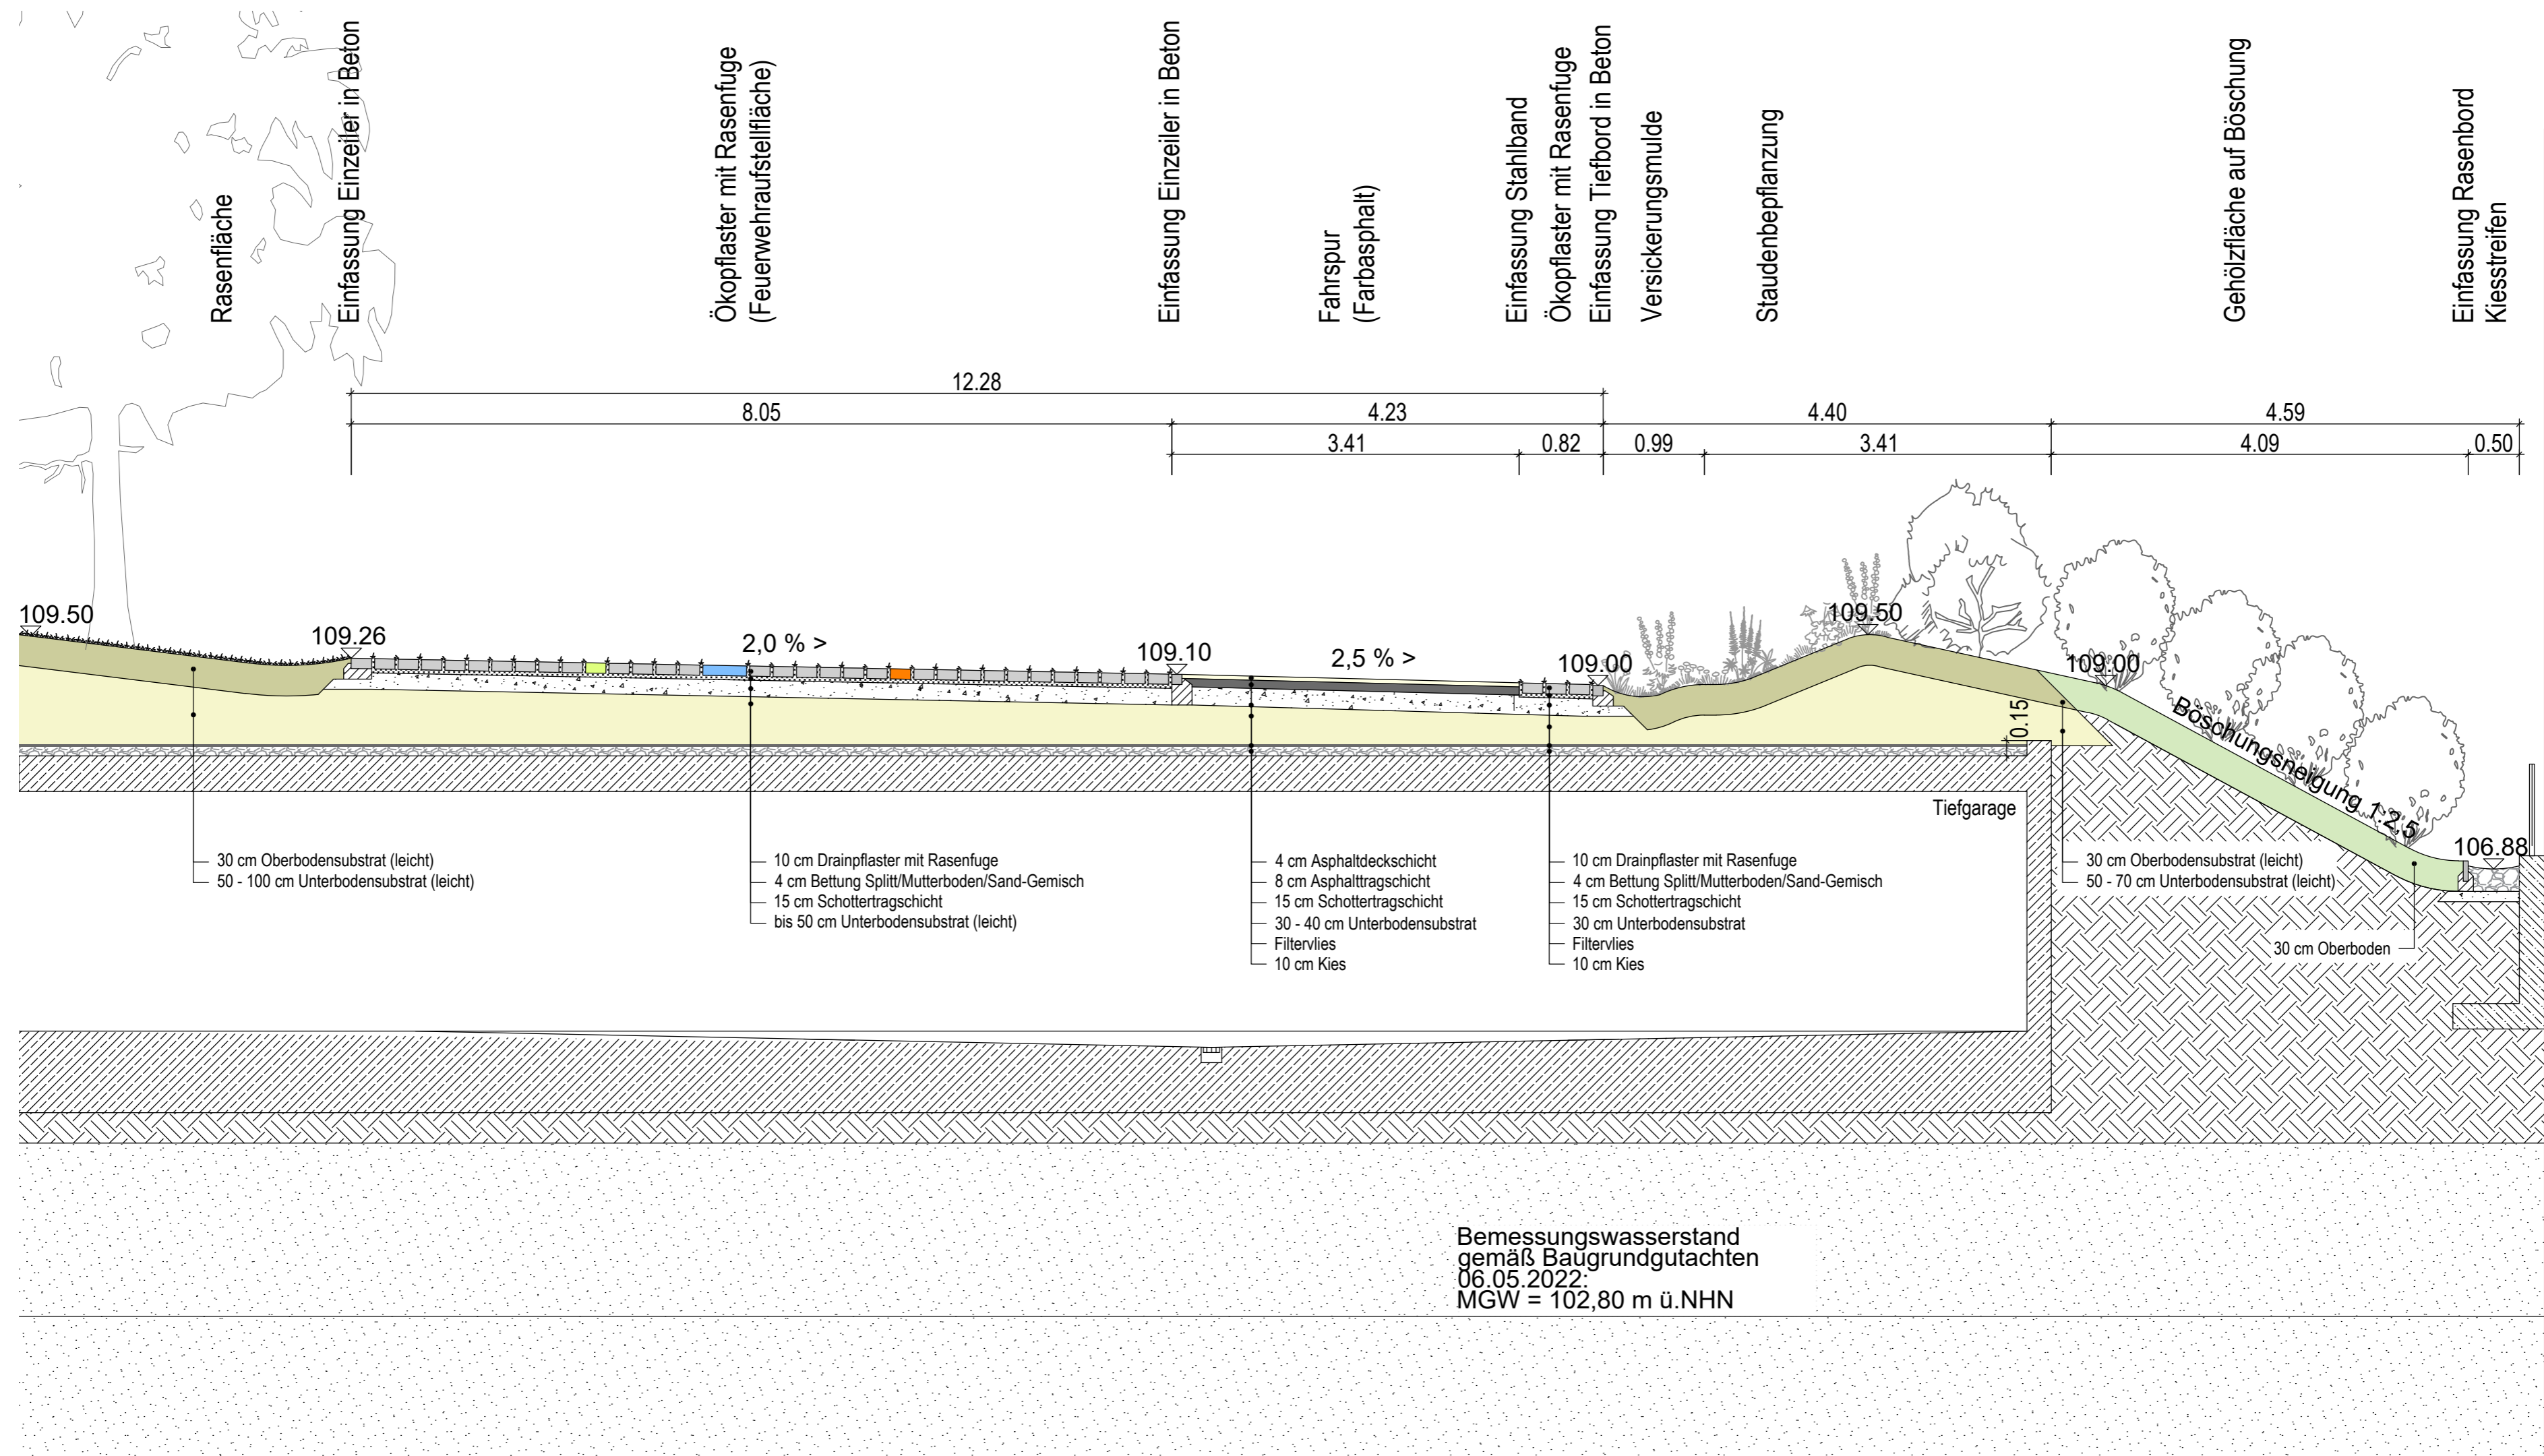 Rasenfläche
Einfassung Einzeiler in Beton
Ökopflaster mit Rasenfuge
(Feuerwehraufstellfläche)
Einfassung Einzeiler in Beton
Fahrspur
(Farbasphalt)
Einfassung Stahlband
Ökopflaster mit Rasenfuge
Einfassung Tiefbord in Beton
Versickerungsmulde
Staudenbepflanzung
Gehölzfläche auf Böschung
Einfassung Rasenbord
Kiesstreifen
12.28
8.05
4.23
4.40
4.59
3.41
0.82
0.99
3.41
4.09
0.50
109.50
109.26
2,0 % >
109.10
2,5 % >
109.00
109.50
109.00
0.15
Böschungsneigung 1:2,5
106.88
Tiefgarage
30 cm Oberbodensubstrat (leicht)
50 - 100 cm Unterbodensubstrat (leicht)
10 cm Drainpflaster mit Rasenfuge
4 cm Bettung Splitt/Mutterboden/Sand-Gemisch
15 cm Schottertragschicht
bis 50 cm Unterbodensubstrat (leicht)
4 cm Asphaltdeckschicht
8 cm Asphalttragschicht
15 cm Schottertragschicht
30 - 40 cm Unterbodensubstrat
Filtervlies
10 cm Kies
10 cm Drainpflaster mit Rasenfuge
4 cm Bettung Splitt/Mutterboden/Sand-Gemisch
15 cm Schottertragschicht
30 cm Unterbodensubstrat
Filtervlies
10 cm Kies
30 cm Oberbodensubstrat (leicht)
50 - 70 cm Unterbodensubstrat (leicht)
30 cm Oberboden
Bemessungswasserstand
gemäß Baugrundgutachten
06.05.2022:
MGW = 102,80 m ü.NHN